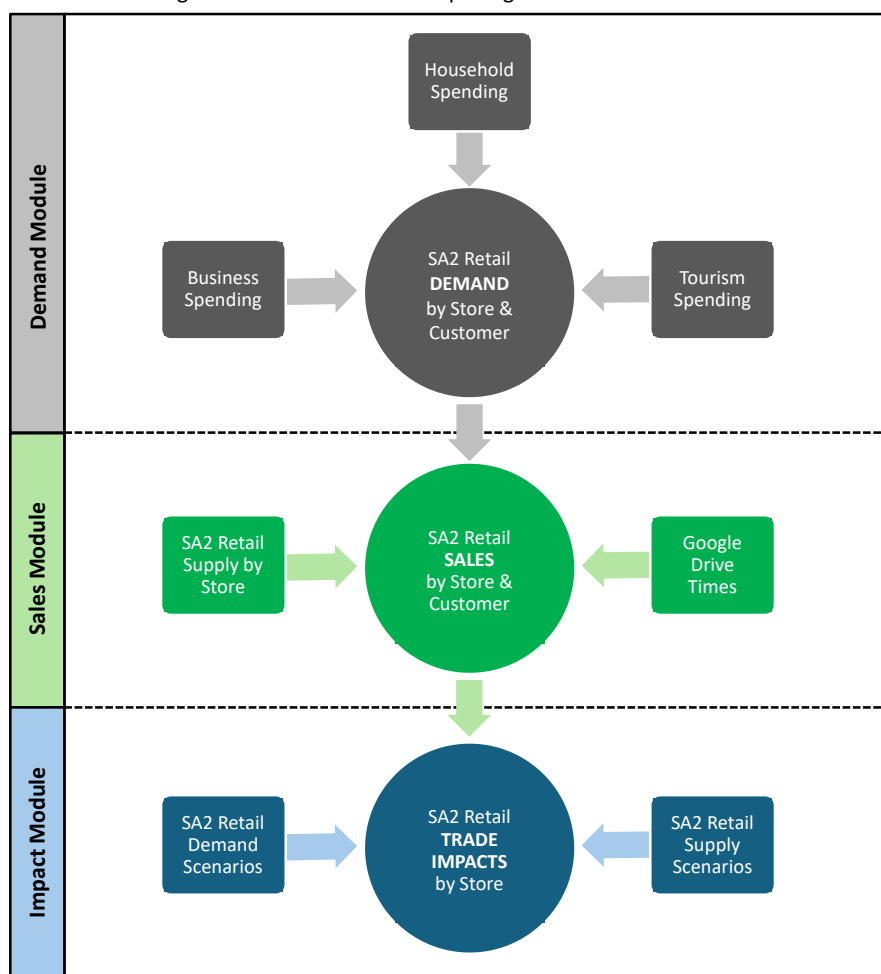 Household
Spending
Demand Module
Business
Spending
SA2 Retail
DEMAND
by Store &
Customer
Tourism
Spending
Sales Module
SA2 Retail
Supply by
Store
SA2 Retail
SALES
by Store &
Customer
Google
Drive
Times
Impact Module
SA2 Retail
Demand
Scenarios
SA2 Retail
TRADE
IMPACTS
by Store
SA2 Retail
Supply
Scenarios